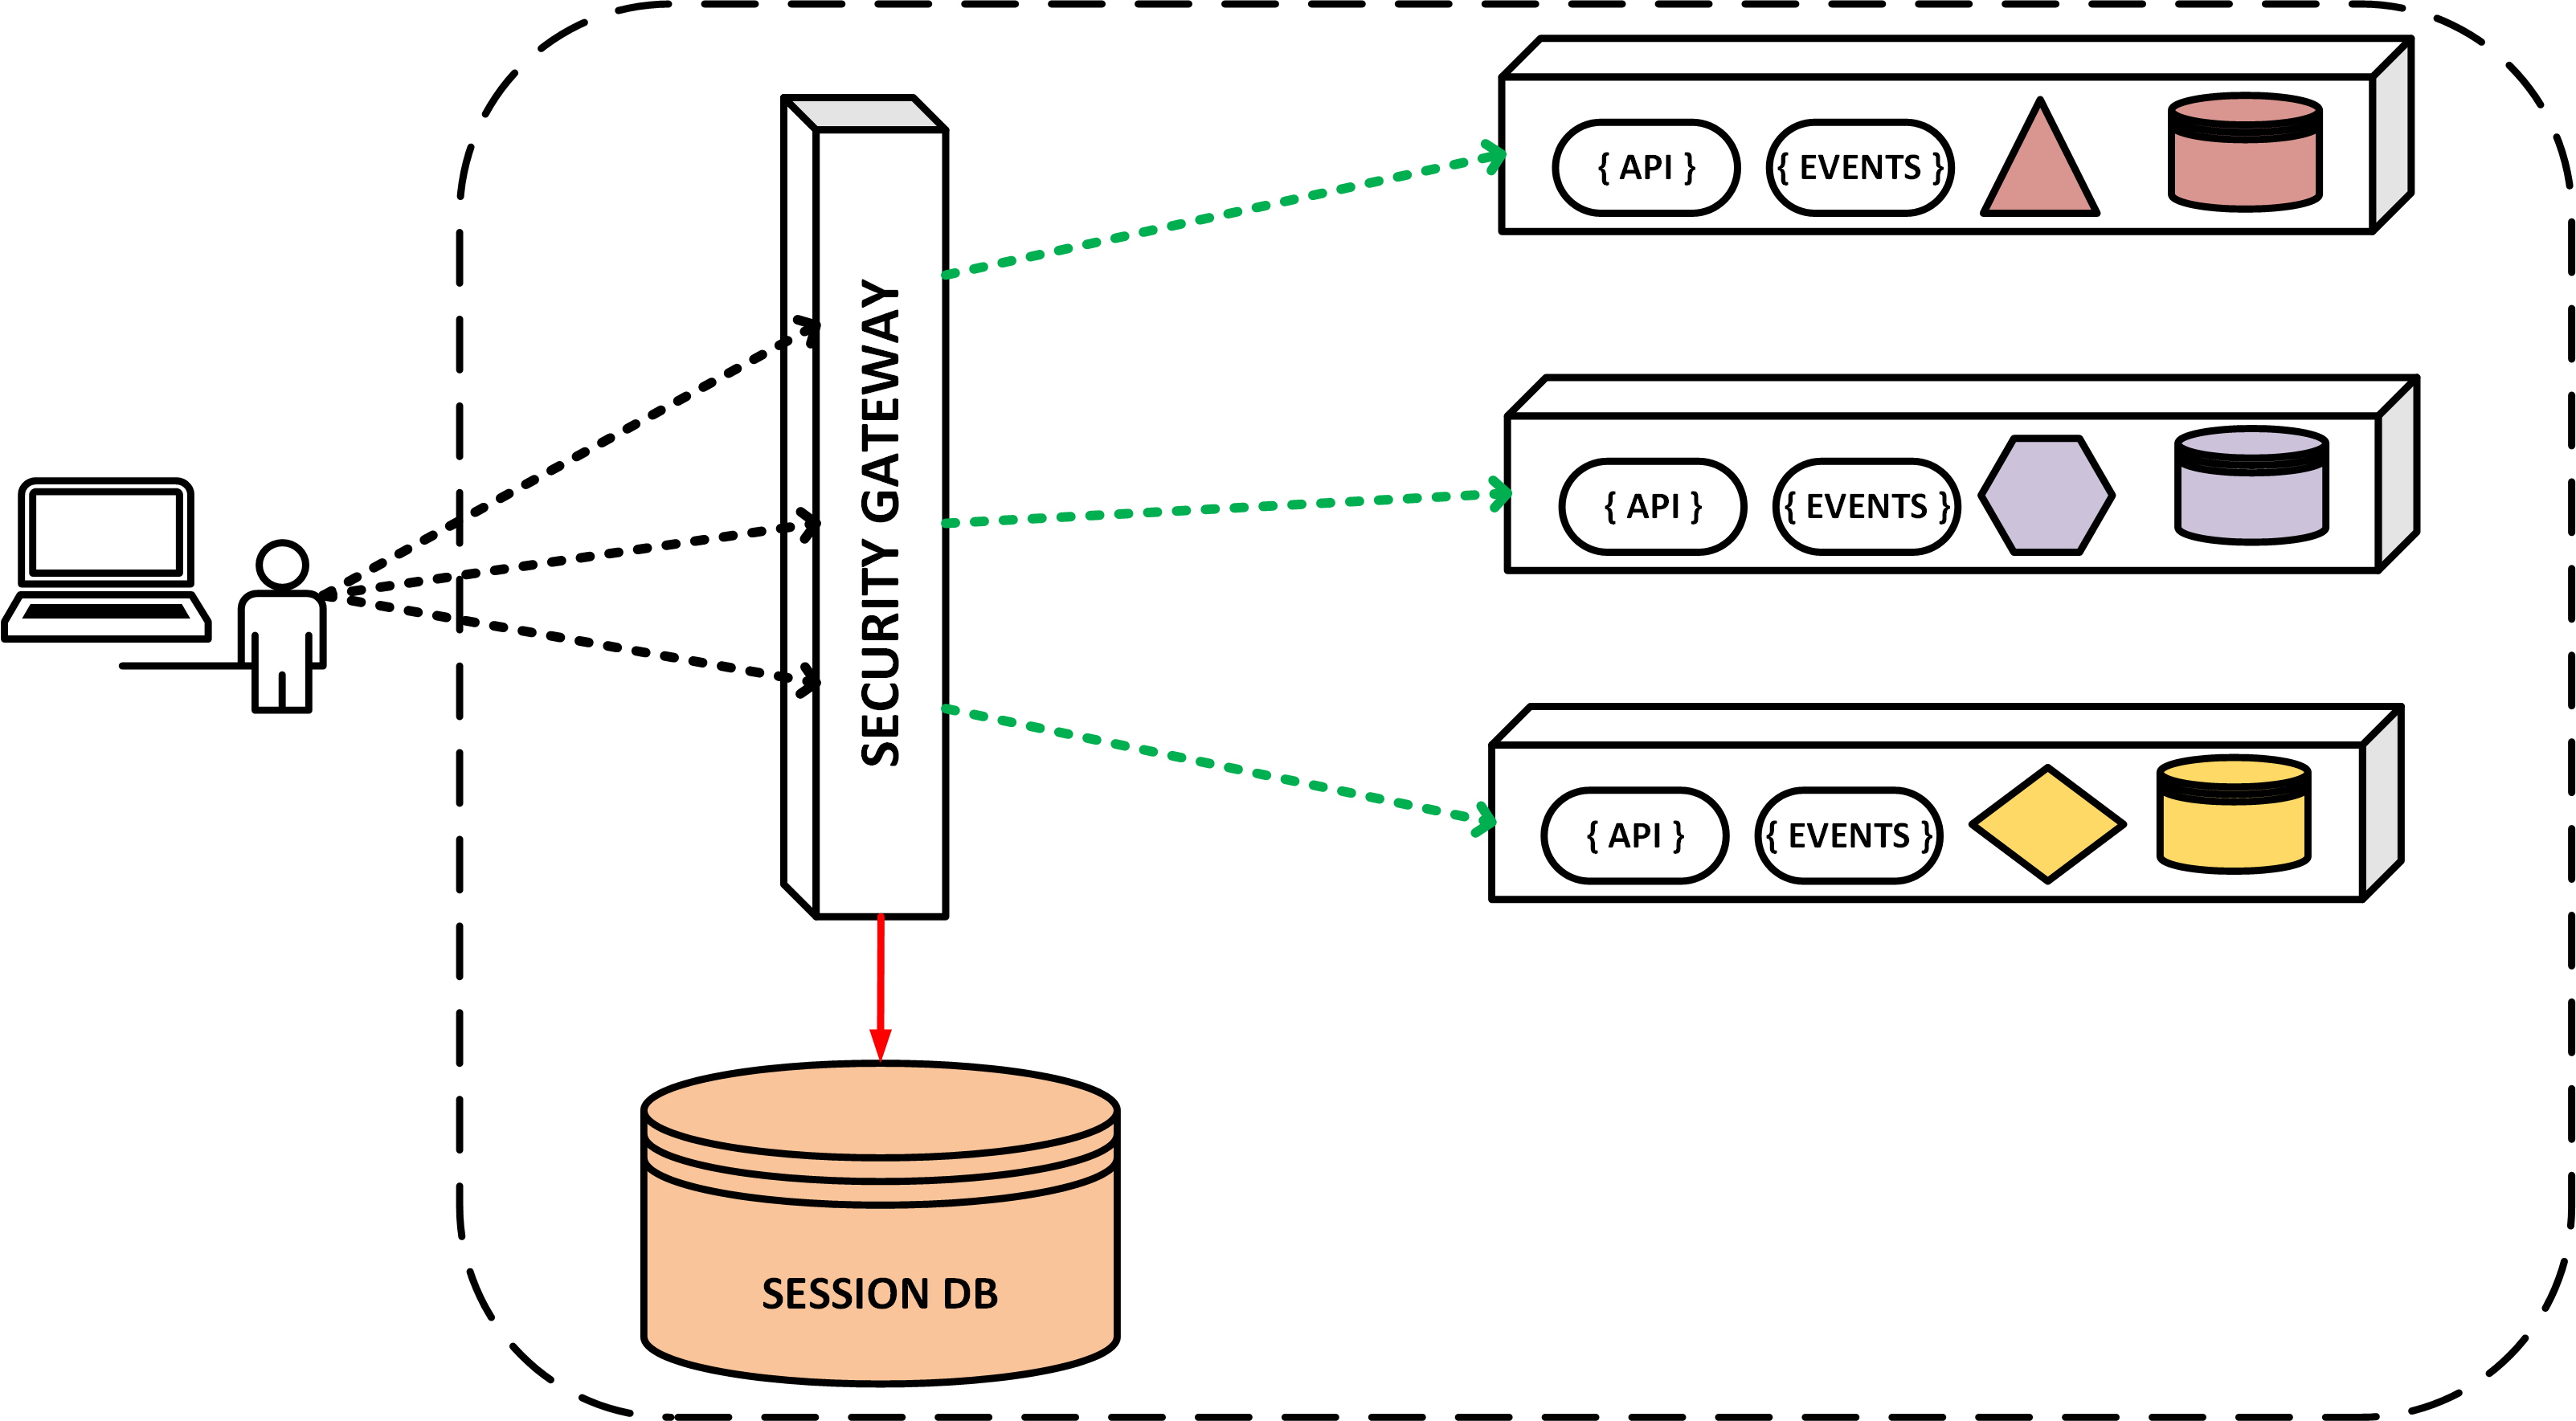 { API }
{ EVENTS }
SECURITY GATEWAY
{ API }
{ EVENTS }
{ API }
{ EVENTS }
SESSION DB